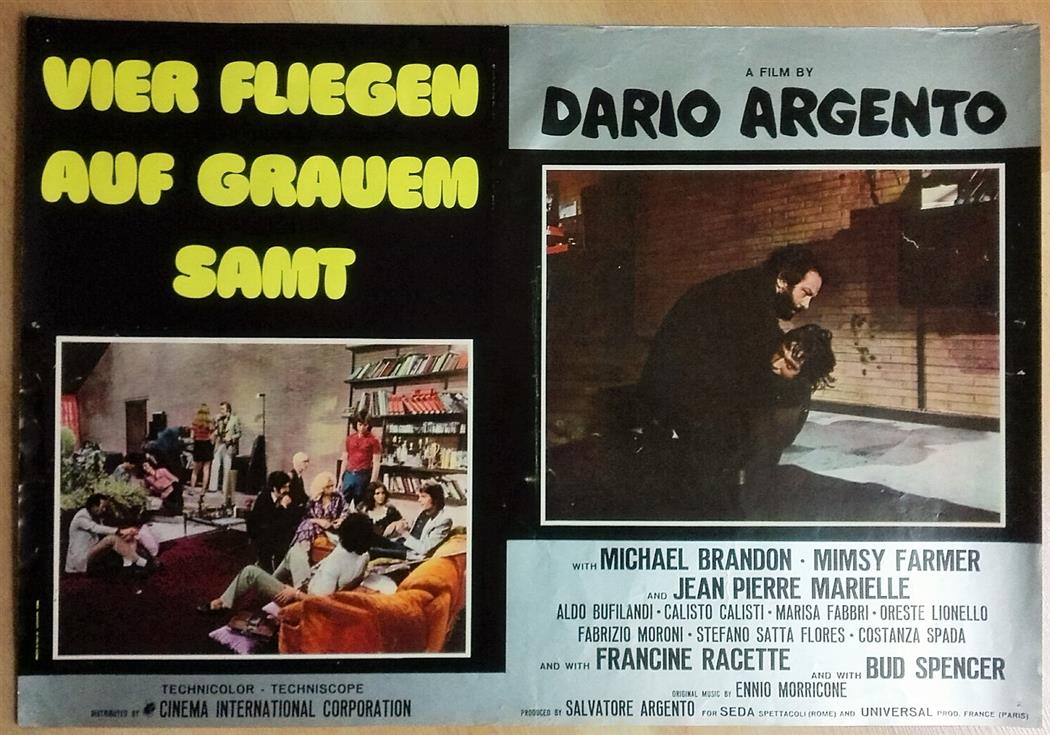 VIER FLIEGEN
AUF GRAUEM
SAMT
TECHNICOLOR - TECHNISCOPE
DISTRIBUTED BY CINEMA INTERNATIONAL CORPORATION
A FILM BY
DARIO ARGENTO
WITH MICHAEL BRANDON · MIMSY FARMER
AND JEAN PIERRE MARIELLE
ALDO BUFILANDI · CALISTO CALISTI · MARISA FABBRI · ORESTE LIONELLO
FABRIZIO MORONI · STEFANO SATTA FLORES · COSTANZA SPADA
AND WITH FRANCINE RACETTE AND WITH BUD SPENCER
ORIGINAL MUSIC BY ENNIO MORRICONE
PRODUCED BY SALVATORE ARGENTO FOR SEDA SPETTACOLI (ROME) AND UNIVERSAL PROD. FRANCE (PARIS)